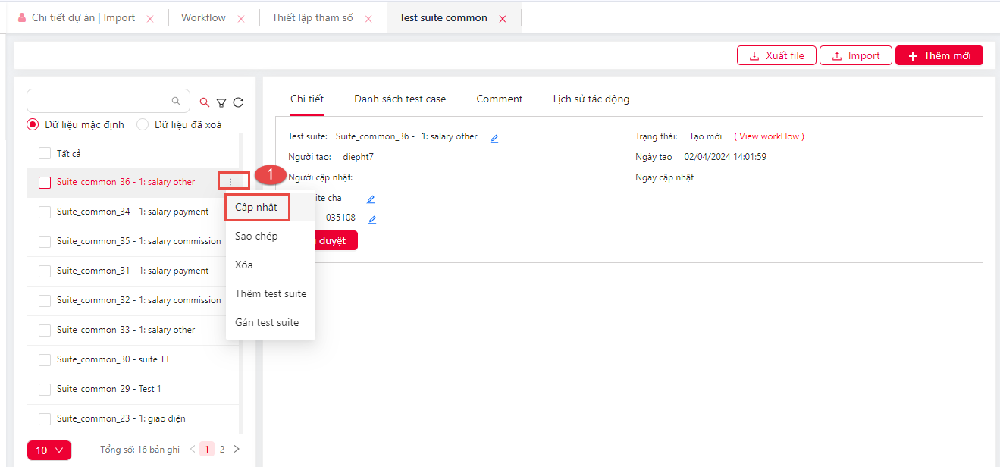 Chi tiết dự án | Import
Workflow
Thiết lập tham số
Test suite common
Xuất file
Import
Thêm mới
Dữ liệu mặc định
Dữ liệu đã xoá
Tất cả
Suite_common_36 - 1: salary other
Suite_common_34 - 1: salary payment
Suite_common_35 - 1: salary commission
Suite_common_31 - 1: salary payment
Suite_common_32 - 1: salary commission
Suite_common_33 - 1: salary other
Suite_common_30 - suite TT
Suite_common_29 - Test 1
Suite_common_23 - 1: giao diện
10
Tổng số: 16 bản ghi
1
2
1
Cập nhật
Sao chép
Xóa
Thêm test suite
Gán test suite
Chi tiết
Danh sách test case
Comment
Lịch sử tác động
Test suite: Suite_common_36 - 1: salary other
Người tạo: diepht7
Người cập nhật:
ite cha
035108
duyệt
Trạng thái: Tạo mới ( View workFlow )
Ngày tạo 02/04/2024 14:01:59
Ngày cập nhật